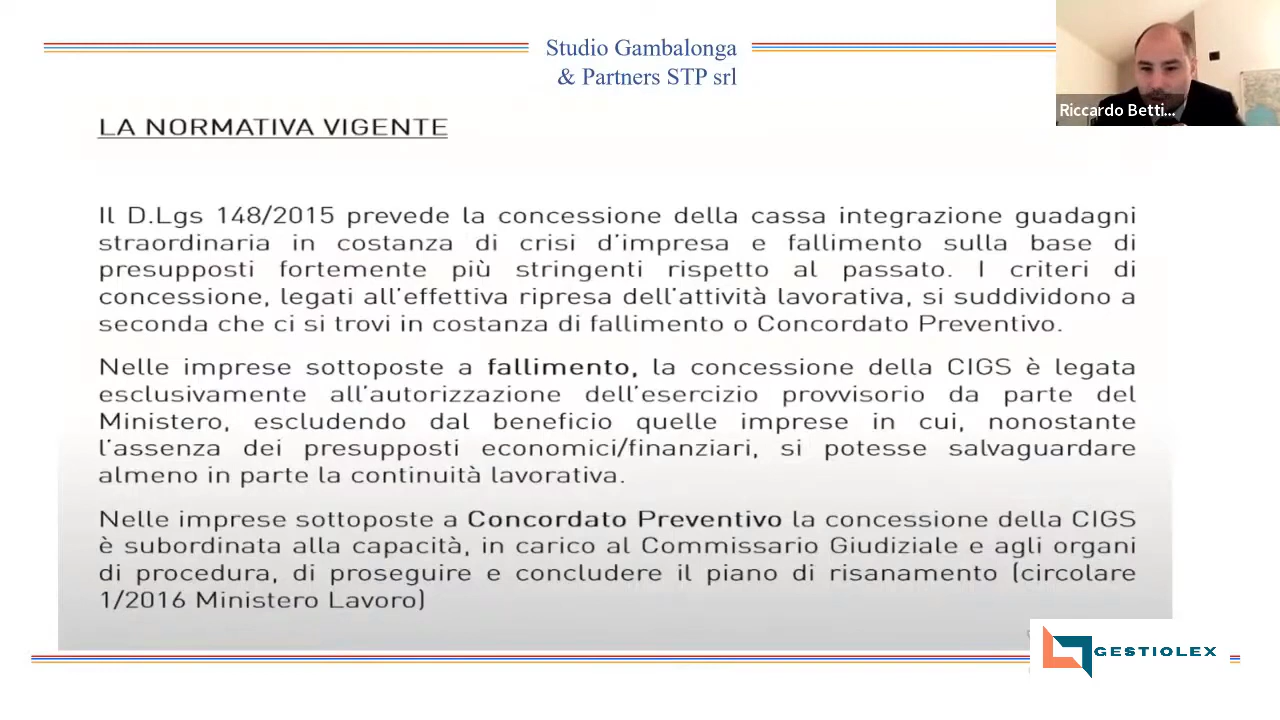 Studio Gambalonga
& Partners STP srl
Riccardo Betti...
LA NORMATIVA VIGENTE
Il D.Lgs 148/2015 prevede la concessione della cassa integrazione guadagni
straordinaria in costanza di crisi d'impresa e fallimento sulla base di
presupposti fortemente più stringenti rispetto al passato. I criteri di
concessione, legati all'effettiva ripresa dell'attività lavorativa, si suddividono a
seconda che ci si trovi in costanza di fallimento o Concordato Preventivo.
Nelle imprese sottoposte a fallimento, la concessione della CIGS è legata
esclusivamente all'autorizzazione dell'esercizio provvisorio da parte del
Ministero, escludendo dal beneficio quelle imprese in cui, nonostante
l'assenza dei presupposti economici/finanziari, si potesse salvaguardare
almeno in parte la continuità lavorativa.
Nelle imprese sottoposte a Concordato Preventivo la concessione della CIGS
è subordinata alla capacità, in carico al Commissario Giudiziale e agli organi
di procedura, di proseguire e concludere il piano di risanamento (circolare
1/2016 Ministero Lavoro)
GESTIOLEX